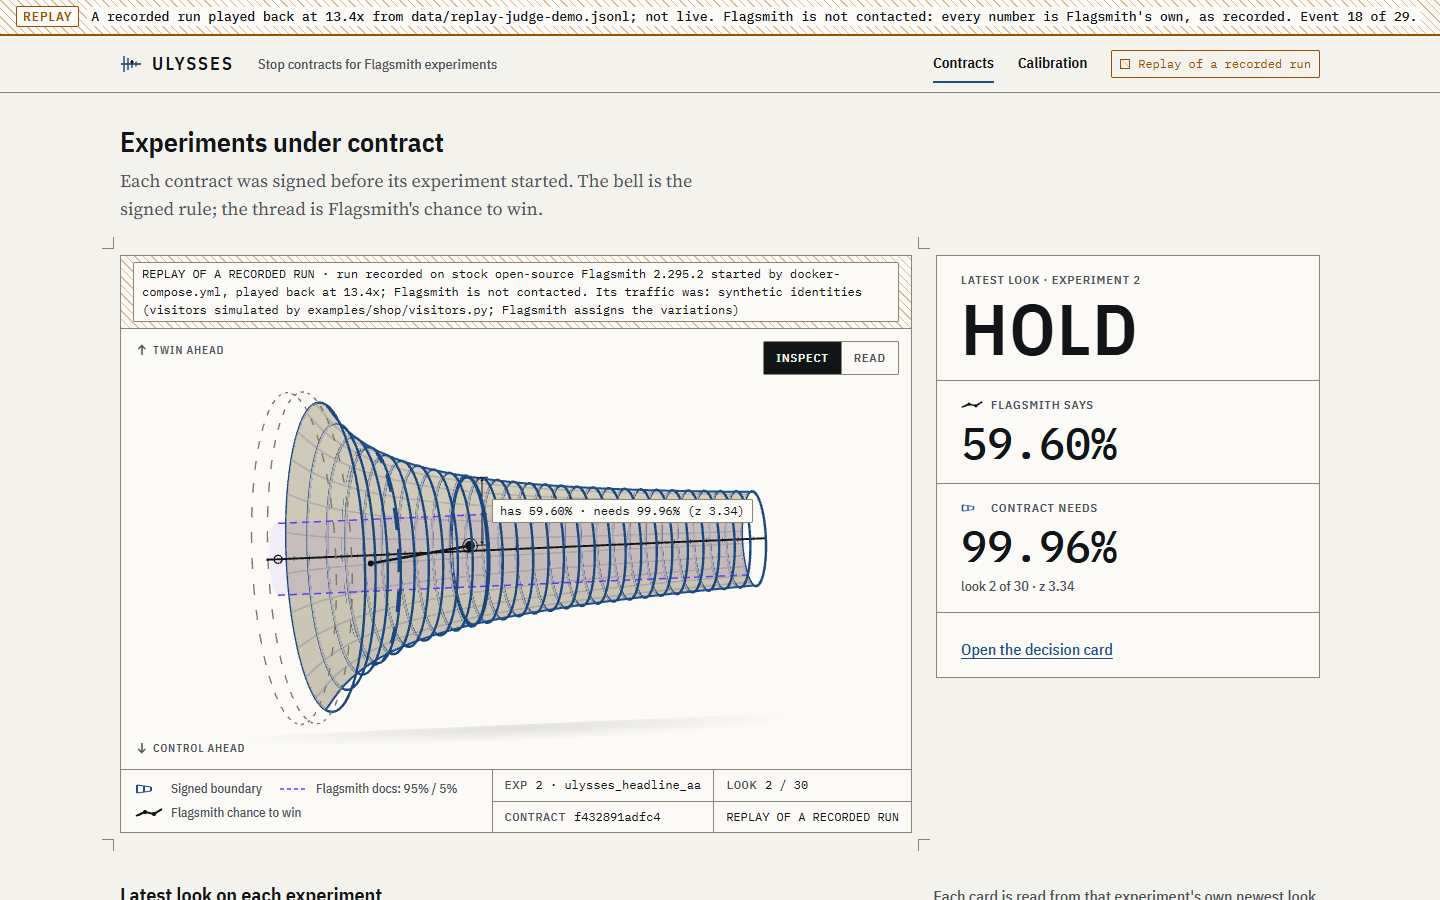 REPLAY A recorded run played back at 13.4x from data/replay-judge-demo.jsonl; not live. Flagsmith is not contacted: every number is Flagsmith's own, as recorded. Event 18 of 29.
ULYSSES Stop contracts for Flagsmith experiments Contracts Calibration Replay of a recorded run
Experiments under contract
Each contract was signed before its experiment started. The bell is the
signed rule; the thread is Flagsmith's chance to win.
REPLAY OF A RECORDED RUN · run recorded on stock open-source Flagsmith 2.295.2 started by docker-
compose.yml, played back at 13.4x; Flagsmith is not contacted. Its traffic was: synthetic identities
(visitors simulated by examples/shop/visitors.py; Flagsmith assigns the variations)
↑ TWIN AHEAD
INSPECT READ
has 59.60% · needs 99.96% (z 3.34)
↓ CONTROL AHEAD
Signed boundary Flagsmith docs: 95% / 5%
Flagsmith chance to win
EXP 2 · ulysses_headline_aa LOOK 2 / 30
CONTRACT f432891adfc4 REPLAY OF A RECORDED RUN
LATEST LOOK · EXPERIMENT 2
HOLD
FLAGSMITH SAYS
59.60%
CONTRACT NEEDS
99.96%
look 2 of 30 · z 3.34
Open the decision card
Latest look on each experiment
Each card is read from that experiment's own newest look.